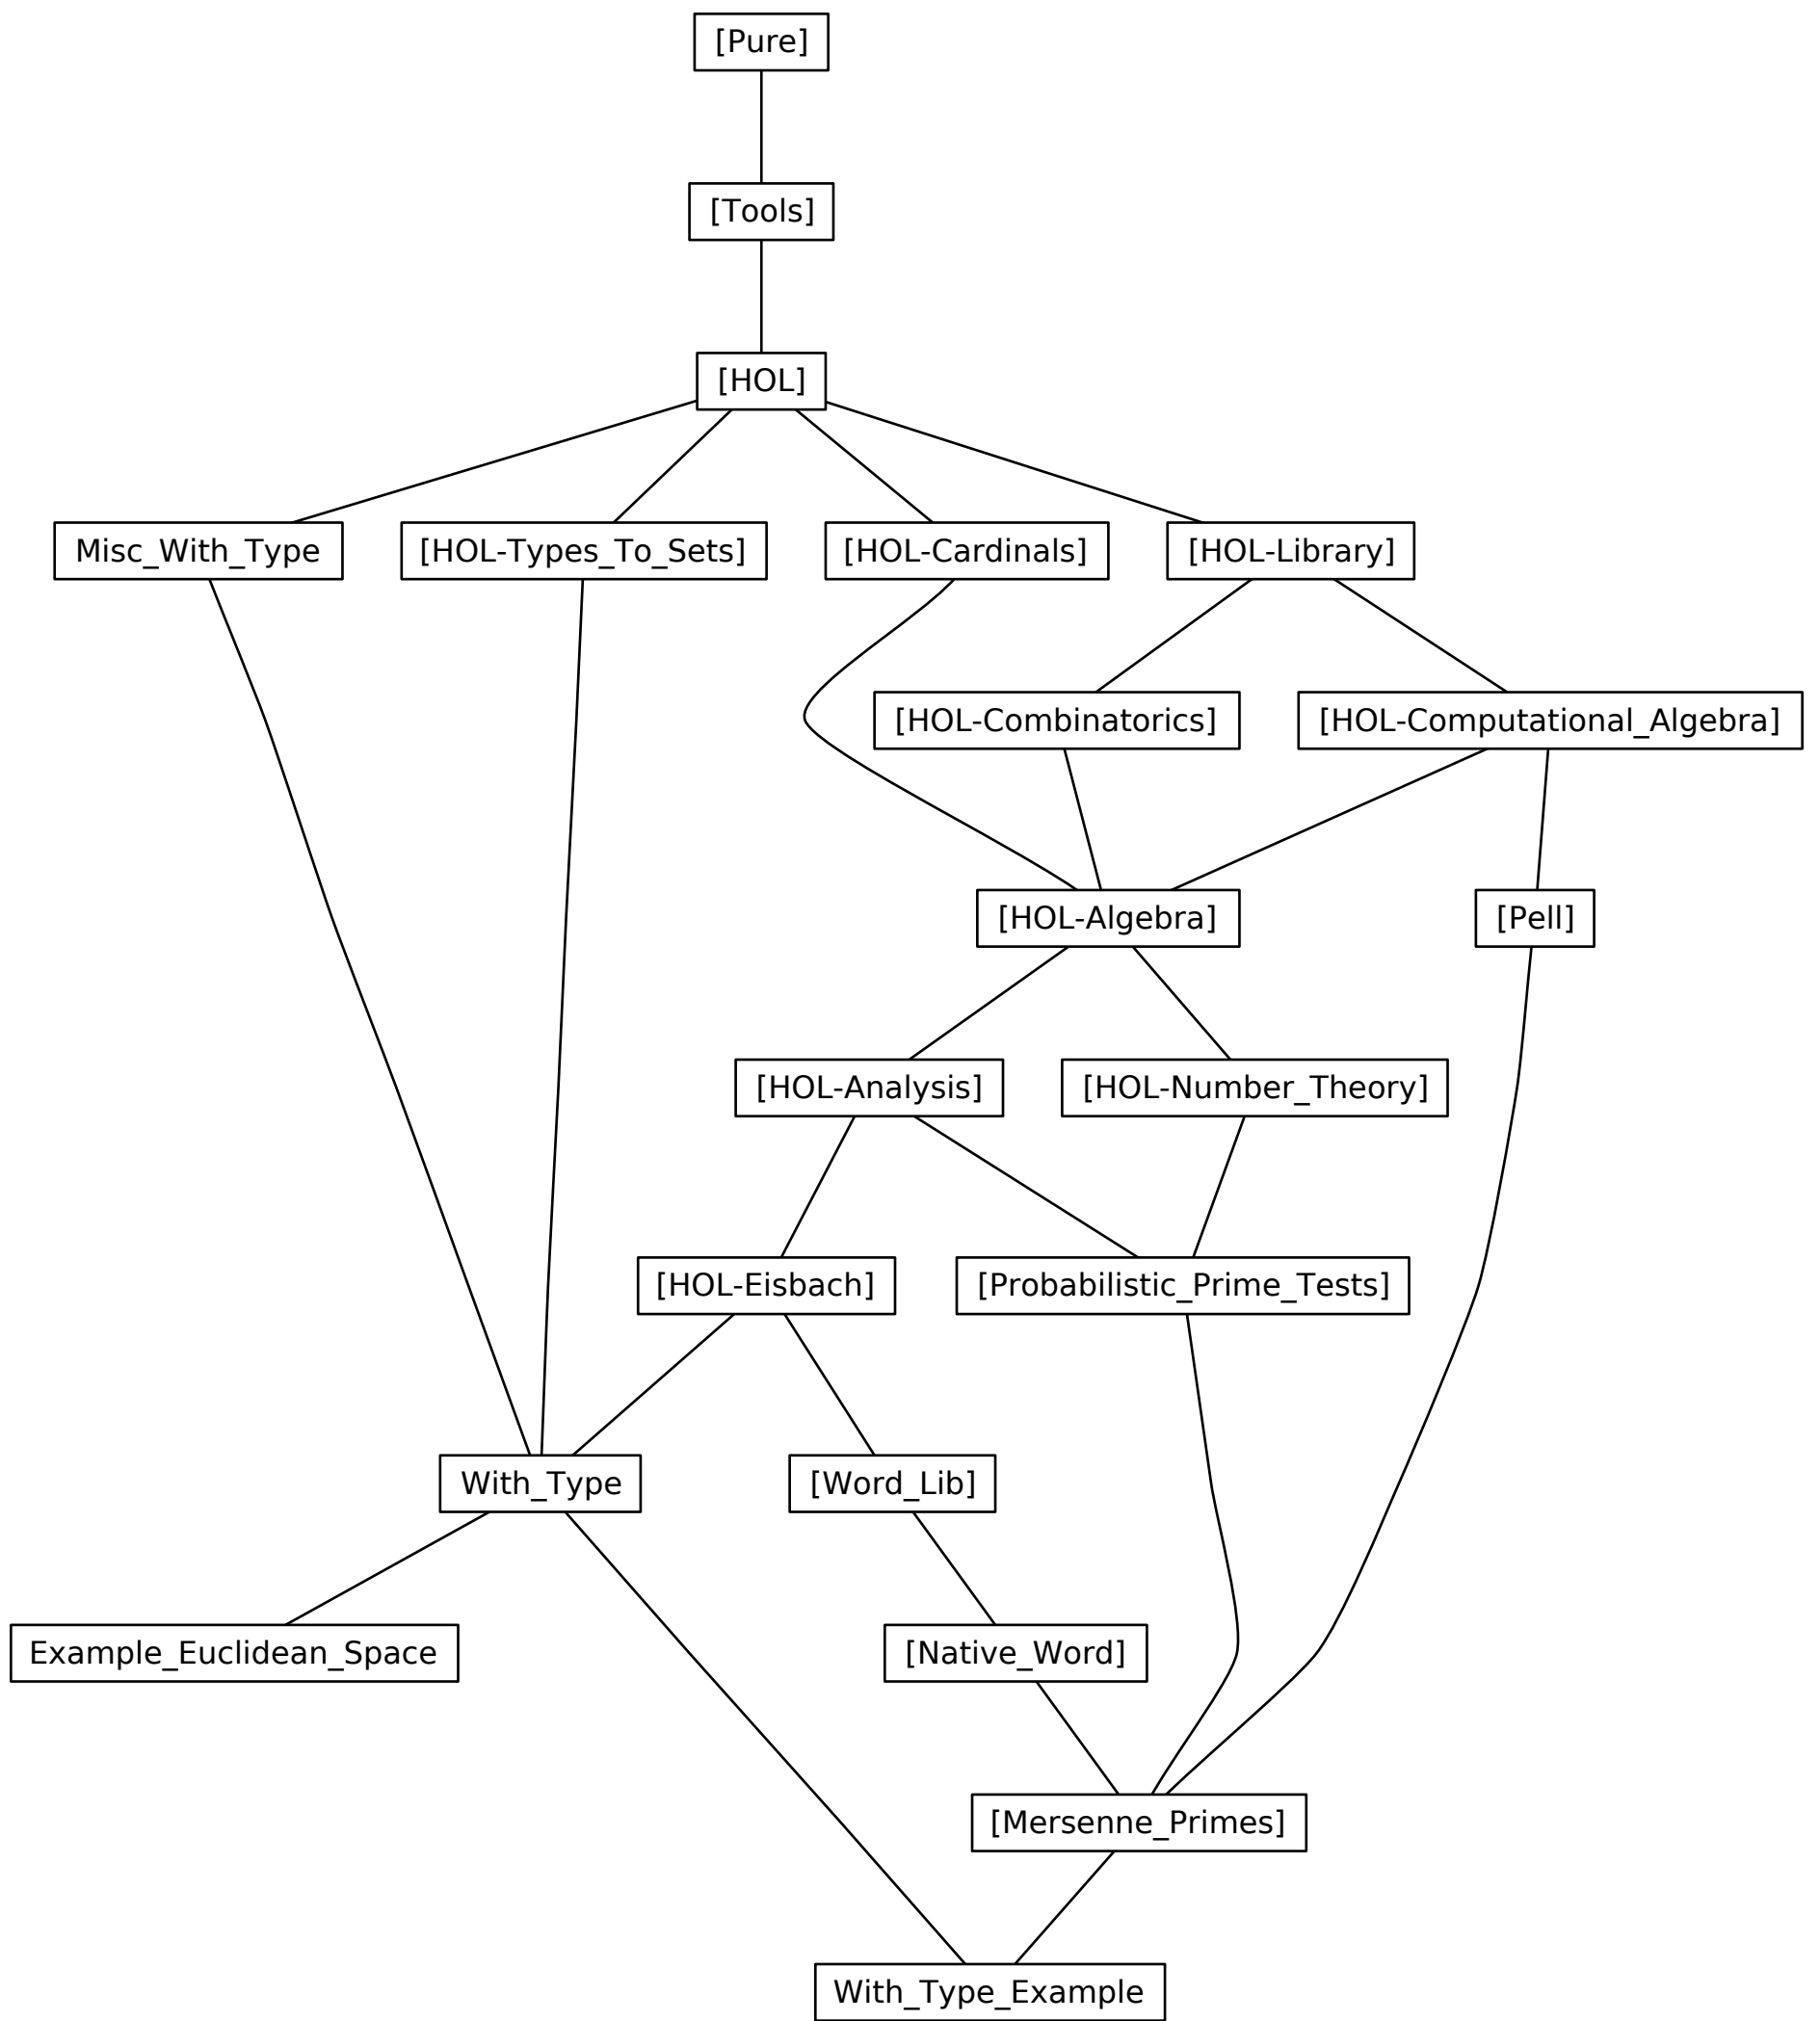 [Pure]
[Tools]
[HOL]
Misc_With_Type
[HOL-Types_To_Sets]
[HOL-Cardinals]
[HOL-Library]
[HOL-Combinatorics]
[HOL-Computational_Algebra]
[HOL-Algebra]
[Pell]
[HOL-Analysis]
[HOL-Number_Theory]
[HOL-Eisbach]
[Probabilistic_Prime_Tests]
With_Type
[Word_Lib]
Example_Euclidean_Space
[Native_Word]
[Mersenne_Primes]
With_Type_Example